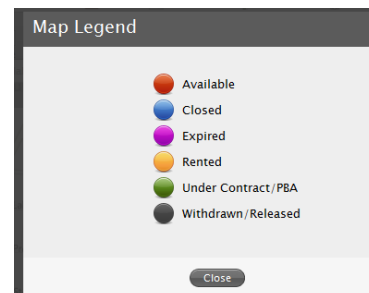 Map Legend
Available
Closed
Expired
Rented
Under Contract/PBA
Withdrawn/Released
Close